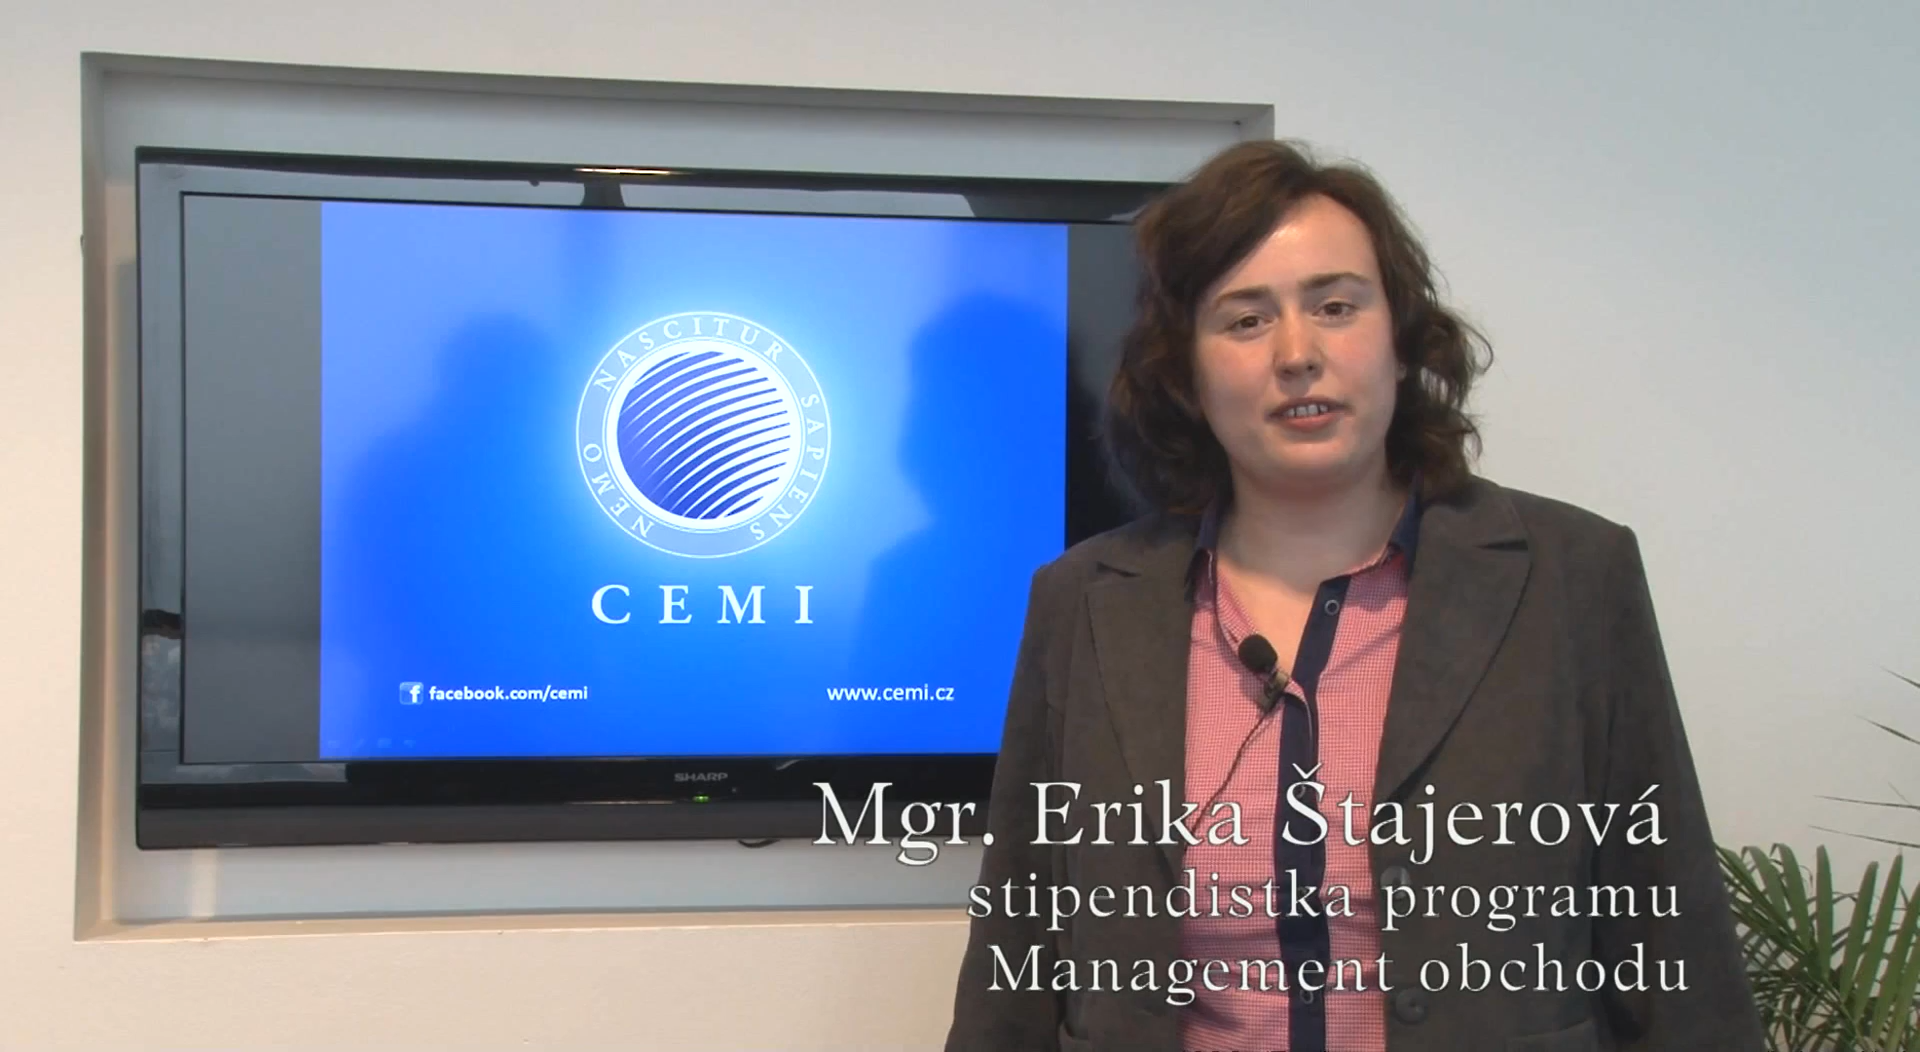 NEMO NASCITUR SAPIENS
CEMI
facebook.com/cemi
www.cemi.cz
SHARP
Mgr. Erika Štajerová
stipendistka programu
Management obchodu